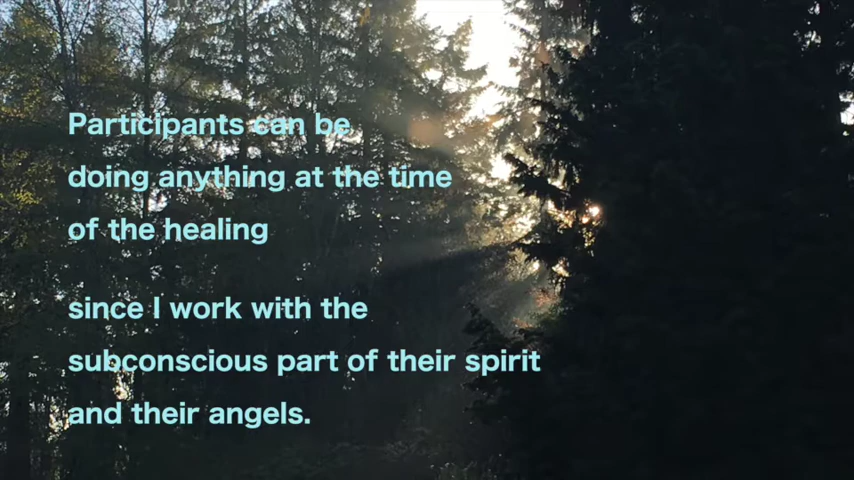 Participants can be
doing anything at the time
of the healing
since I work with the
subconscious part of their spirit
and their angels.